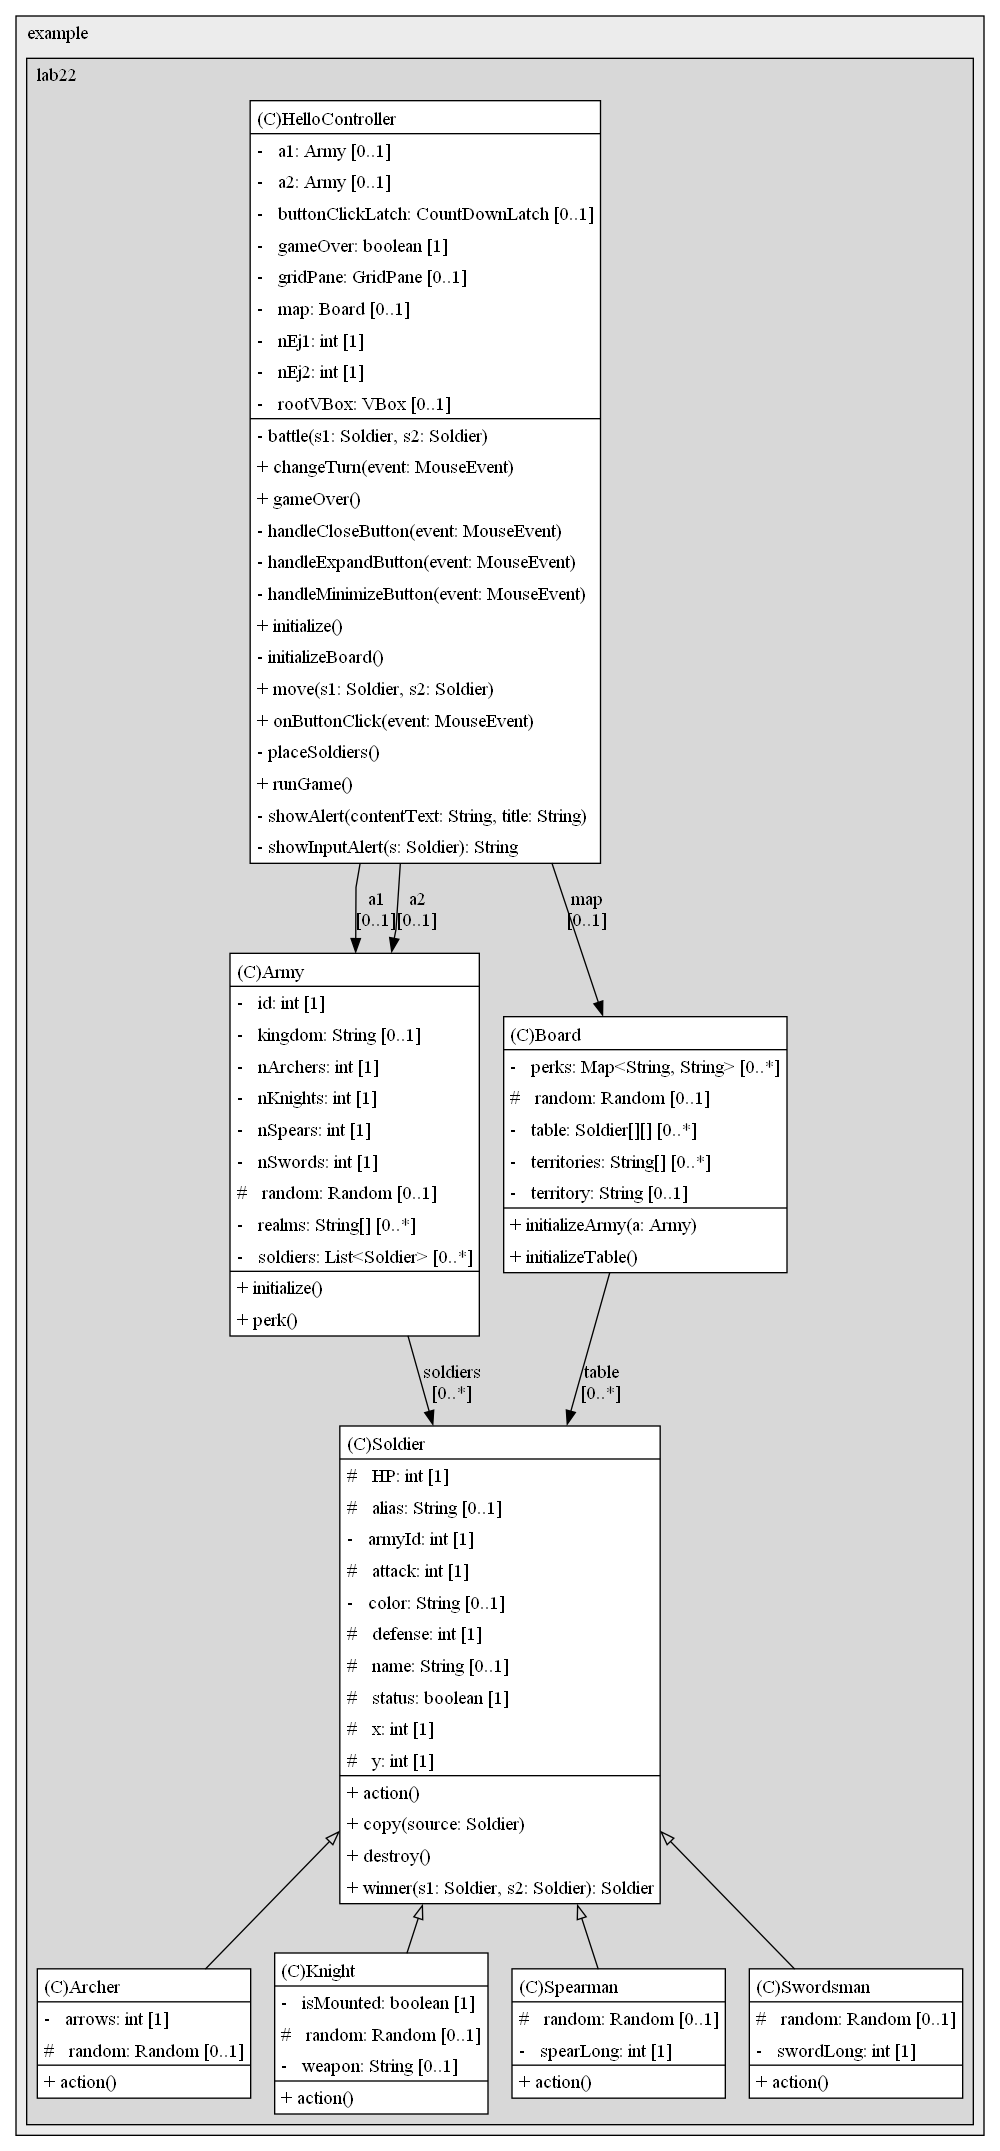 example
lab22
(C)HelloController
- a1: Army [0..1]
- a2: Army [0..1]
- buttonClickLatch: CountDownLatch [0..1]
- gameOver: boolean [1]
- gridPane: GridPane [0..1]
- map: Board [0..1]
- nEj1: int [1]
- nEj2: int [1]
- rootVBox: VBox [0..1]
- battle(s1: Soldier, s2: Soldier)
+ changeTurn(event: MouseEvent)
+ gameOver()
- handleCloseButton(event: MouseEvent)
- handleExpandButton(event: MouseEvent)
- handleMinimizeButton(event: MouseEvent)
+ initialize()
- initializeBoard()
+ move(s1: Soldier, s2: Soldier)
+ onButtonClick(event: MouseEvent)
- placeSoldiers()
+ runGame()
- showAlert(contentText: String, title: String)
- showInputAlert(s: Soldier): String
a1
[0..1]
a2
[0..1]
map
[0..1]
(C)Army
- id: int [1]
- kingdom: String [0..1]
- nArchers: int [1]
- nKnights: int [1]
- nSpears: int [1]
- nSwords: int [1]
# random: Random [0..1]
- realms: String[] [0..*]
- soldiers: List<Soldier> [0..*]
+ initialize()
+ perk()
(C)Board
- perks: Map<String, String> [0..*]
# random: Random [0..1]
- table: Soldier[][] [0..*]
- territories: String[] [0..*]
- territory: String [0..1]
+ initializeArmy(a: Army)
+ initializeTable()
soldiers
[0..*]
table
[0..*]
(C)Soldier
# HP: int [1]
# alias: String [0..1]
- armyId: int [1]
# attack: int [1]
- color: String [0..1]
# defense: int [1]
# name: String [0..1]
# status: boolean [1]
# x: int [1]
# y: int [1]
+ action()
+ copy(source: Soldier)
+ destroy()
+ winner(s1: Soldier, s2: Soldier): Soldier
(C)Archer
- arrows: int [1]
# random: Random [0..1]
+ action()
(C)Knight
- isMounted: boolean [1]
# random: Random [0..1]
- weapon: String [0..1]
+ action()
(C)Spearman
# random: Random [0..1]
- spearLong: int [1]
+ action()
(C)Swordsman
# random: Random [0..1]
- swordLong: int [1]
+ action()